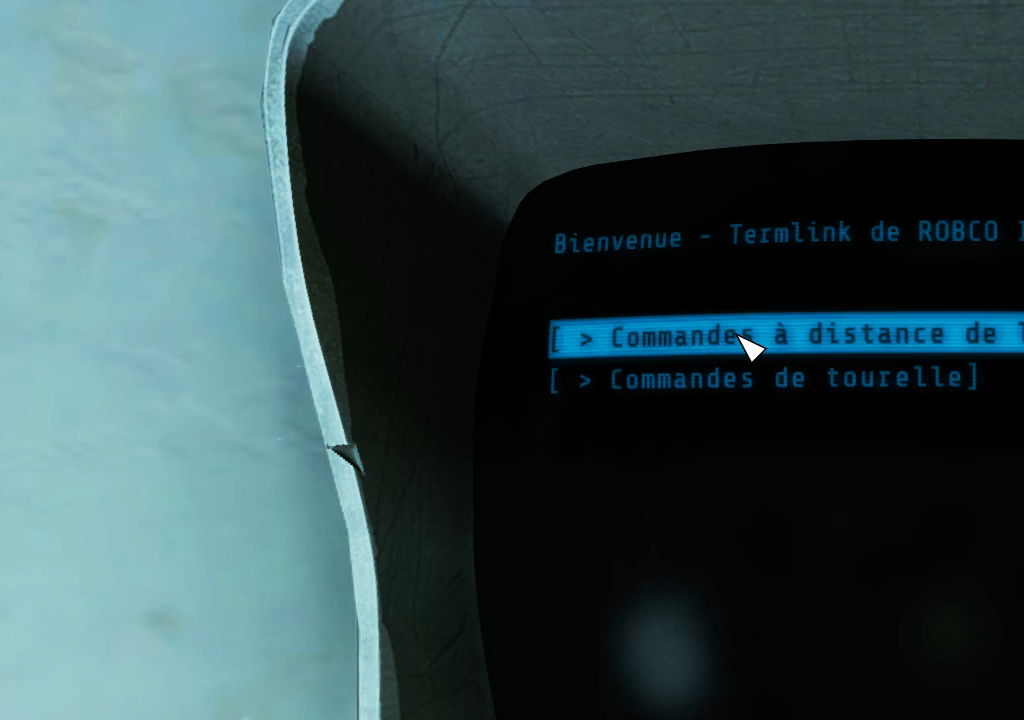 Bienvenue - Termlink de ROBCO
[ > Commandes à distance de
[ > Commandes de tourelle]